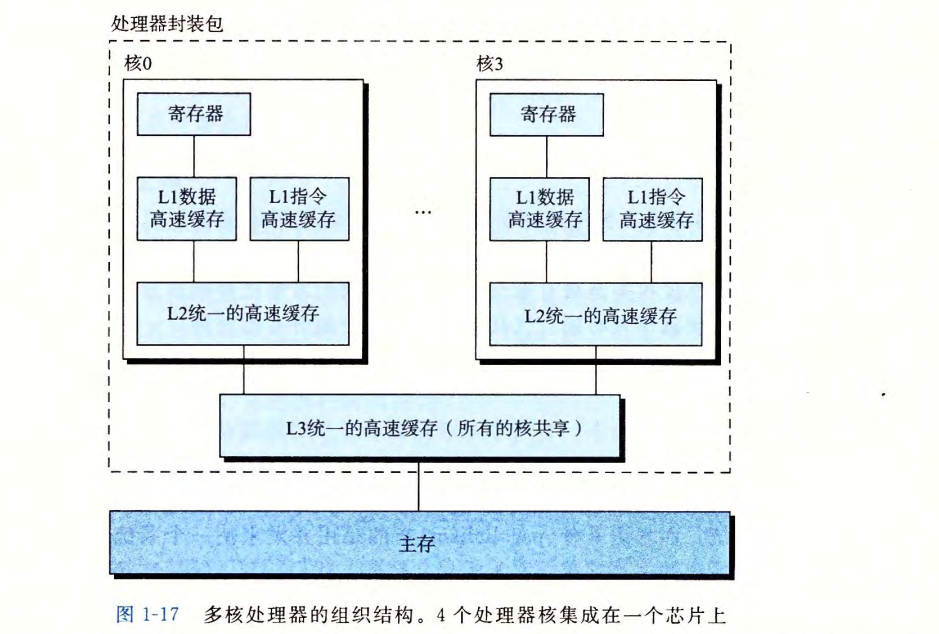 处理器封装包
核0
核3
寄存器
寄存器
L1数据
高速缓存
L1指令
高速缓存
...
L1数据
高速缓存
L1指令
高速缓存
L2统一的高速缓存
L2统一的高速缓存
L3统一的高速缓存（所有的核共享）
主存
图 1-17 多核处理器的组织结构。4 个处理器核集成在一个芯片上